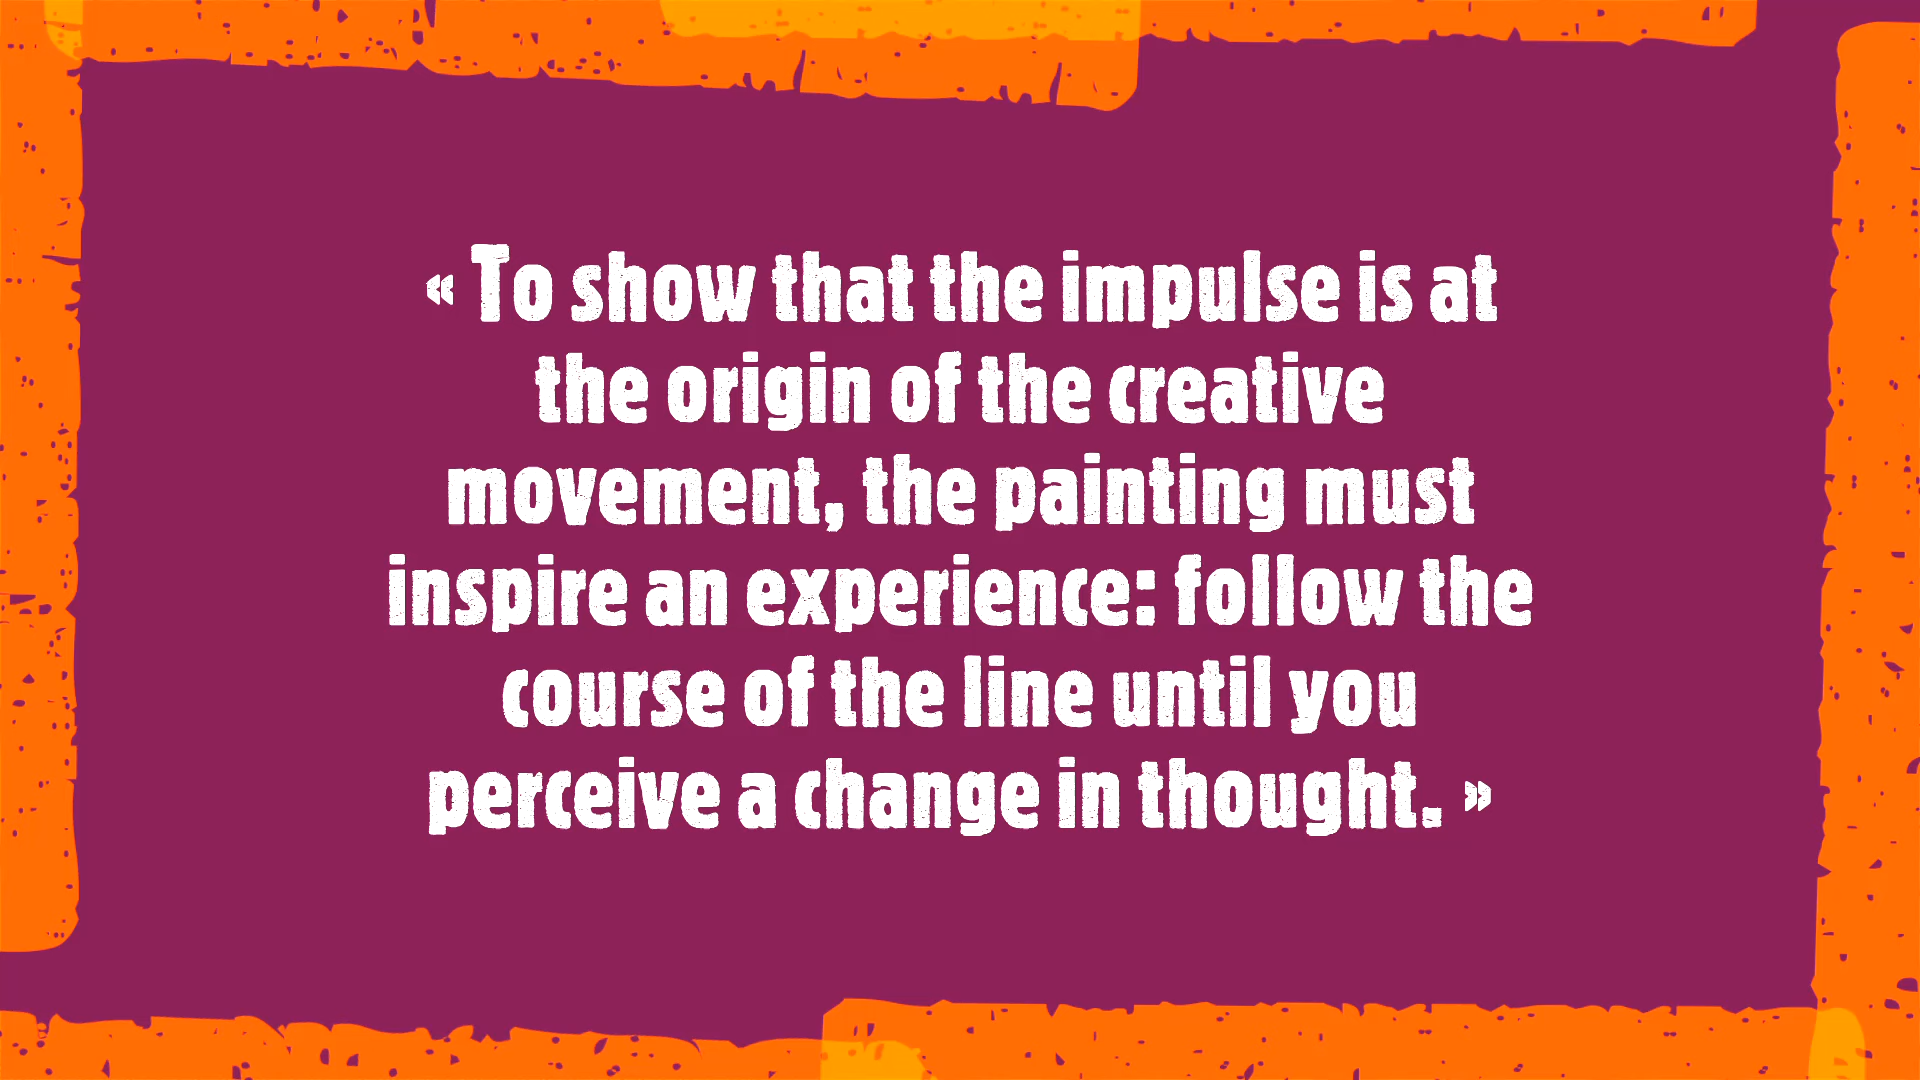 « To show that the impulse is at
the origin of the creative
movement, the painting must
inspire an experience: follow the
course of the line until you
perceive a change in thought. »